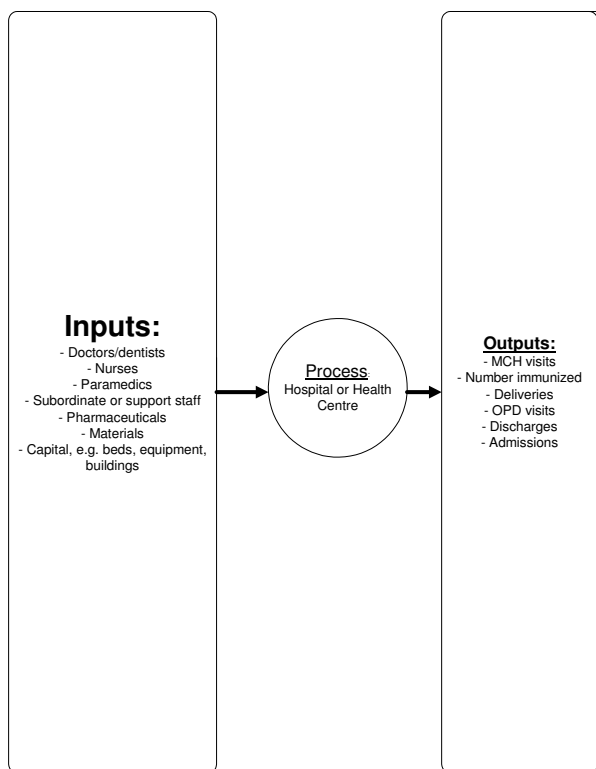 Inputs:
- Doctors/dentists
- Nurses
- Paramedics
- Subordinate or support staff
- Pharmaceuticals
- Materials
- Capital, e.g. beds, equipment,
buildings
Process:
Hospital or Health
Centre
Outputs:
- MCH visits
- Number immunized
- Deliveries
- OPD visits
- Discharges
- Admissions